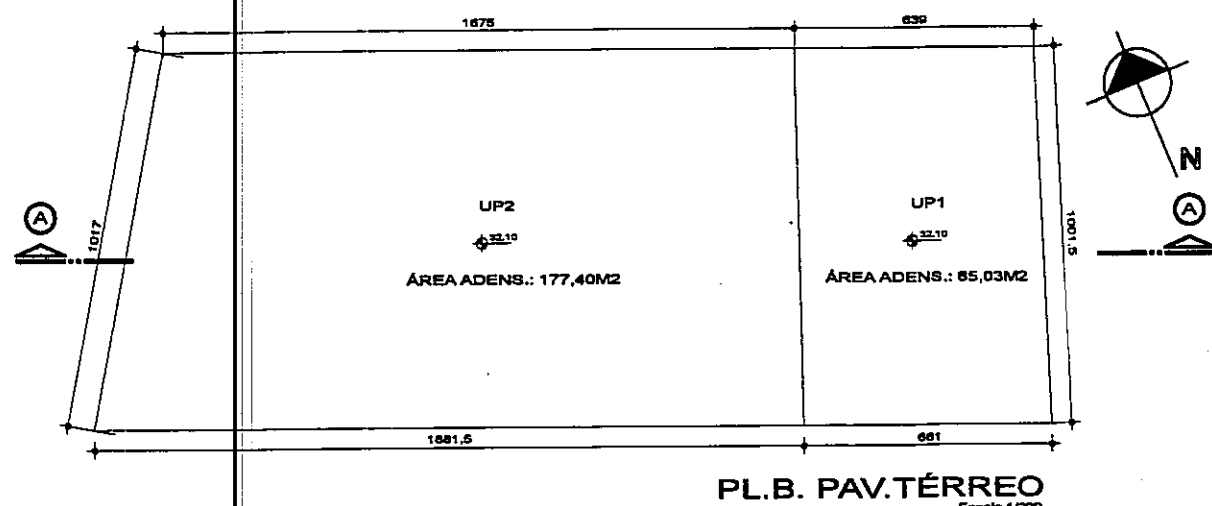 1675
639
N
A
A
1017
UP2
32.10
ÁREA ADENS.: 177,40M2
UP1
32.10
ÁREA ADENS.: 65,03M2
1001,5
1881,5
661
PL.B. PAV.TÉRREO